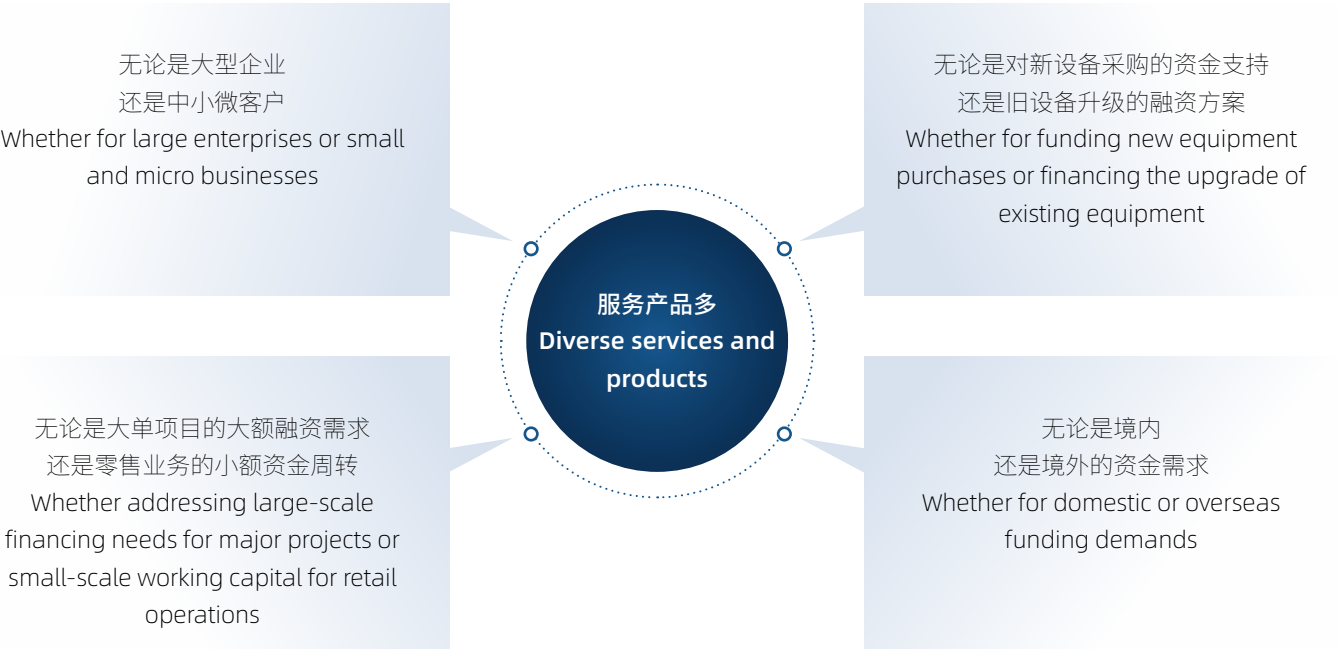 无论是大型企业
还是中小微客户
Whether for large enterprises or small
and micro businesses
无论是对新设备采购的资金支持
还是旧设备升级的融资方案
Whether for funding new equipment
purchases or financing the upgrade of
existing equipment
服务产品多
Diverse services and
products
无论是大单项目的大额融资需求
还是零售业务的小额资金周转
Whether addressing large-scale
financing needs for major projects or
small-scale working capital for retail
operations
无论是境内
还是境外的资金需求
Whether for domestic or overseas
funding demands